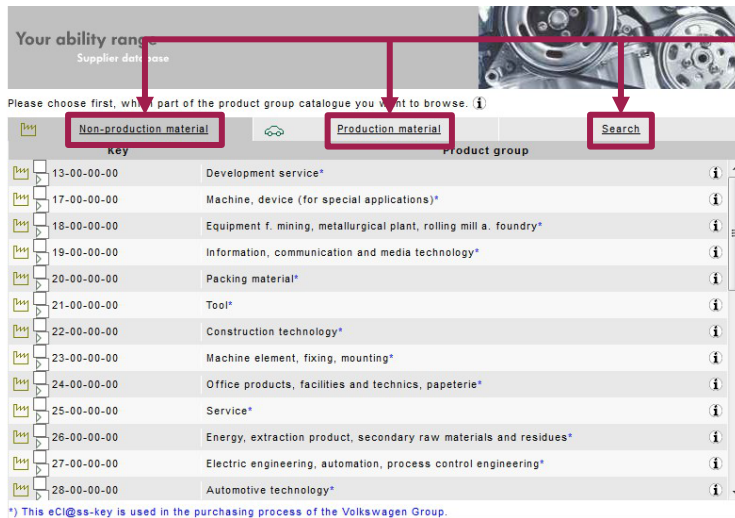 Your ability range
Supplier database
Please choose first, which part of the product group catalogue you want to browse.
Non-production material Production material Search
Key Product group
13-00-00-00 Development service*
17-00-00-00 Machine, device (for special applications)*
18-00-00-00 Equipment f. mining, metallurgical plant, rolling mill a. foundry*
19-00-00-00 Information, communication and media technology*
20-00-00-00 Packing material*
21-00-00-00 Tool*
22-00-00-00 Construction technology*
23-00-00-00 Machine element, fixing, mounting*
24-00-00-00 Office products, facilities and technics, papeterie*
25-00-00-00 Service*
26-00-00-00 Energy, extraction product, secondary raw materials and residues*
27-00-00-00 Electric engineering, automation, process control engineering*
28-00-00-00 Automotive technology*
*) This eCl@ss-key is used in the purchasing process of the Volkswagen Group.